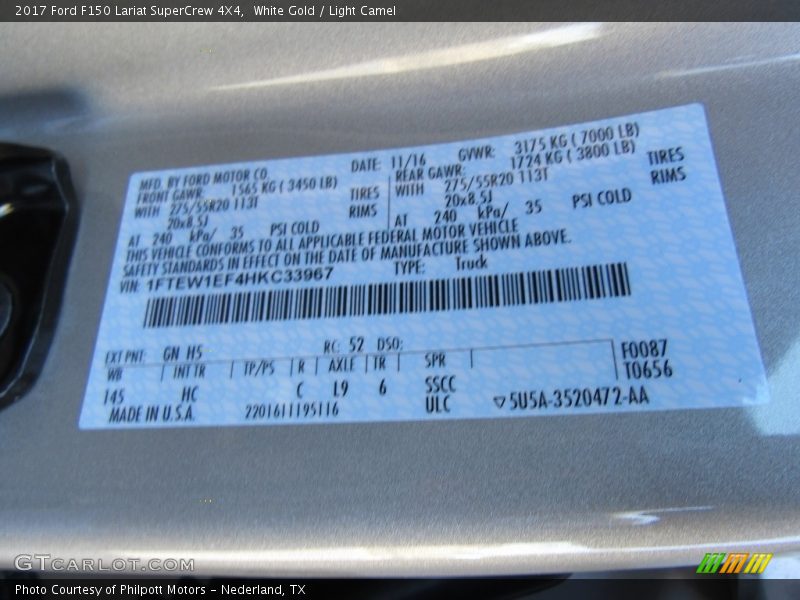 2017 Ford F150 Lariat SuperCrew 4X4,  White Gold / Light Camel
MFD. BY FORD MOTOR CO.
DATE: 11/16
GVWR: 3175 KG ( 7000 LB)
FRONT GAWR: 1565 KG ( 3450 LB)
REAR GAWR: 1724 KG ( 3800 LB)
WITH 275/55R20 113T TIRES
WITH 275/55R20 113T TIRES
20x8.5J RIMS
20x8.5J RIMS
AT 240 kPa/ 35 PSI COLD
AT 240 kPa/ 35 PSI COLD
THIS VEHICLE CONFORMS TO ALL APPLICABLE FEDERAL MOTOR VEHICLE
SAFETY STANDARDS IN EFFECT ON THE DATE OF MANUFACTURE SHOWN ABOVE.
VIN: 1FTEW1EF4HKC33967
TYPE: Truck
EXT PNT: GN H5 RC: 52 DSO:
WB INT TR TP/PS R AXLE TR SPR
F0087
T0656
145 HC C L9 6 SSCC
MADE IN U.S.A. 2201611195116 ULC ▽5U5A-3520472-AA
GTCARLOT.COM
Photo Courtesy of Philpott Motors - Nederland, TX